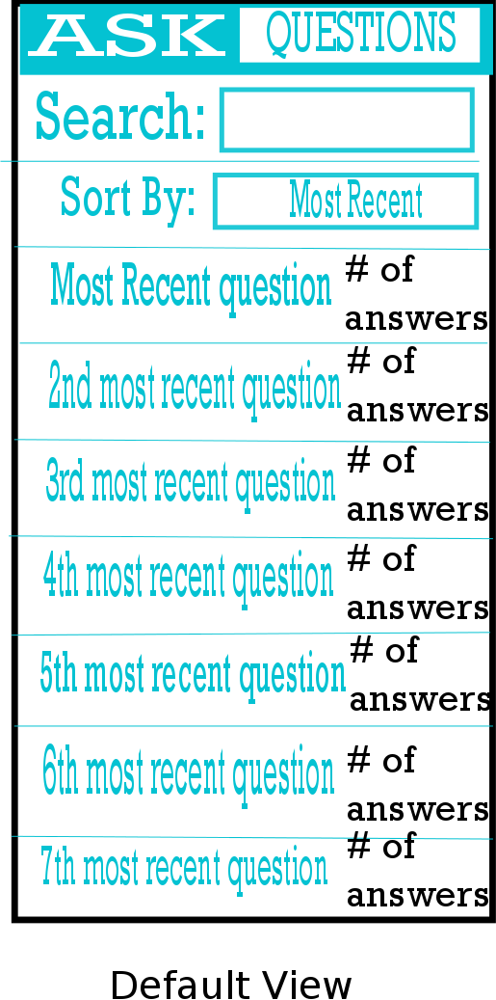 ASK QUESTIONS
Search:
Sort By: Most Recent
Most Recent question # of
answers
2nd most recent question # of
answers
3rd most recent question # of
answers
4th most recent question # of
answers
5th most recent question # of
answers
6th most recent question # of
answers
7th most recent question # of
answers
Default View